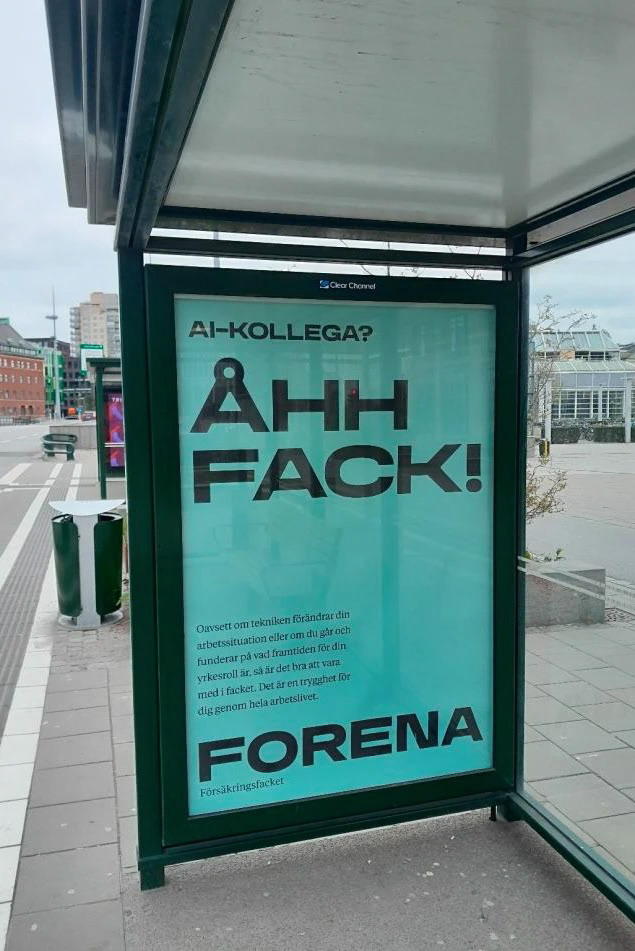 Clear Channel
AI-KOLLEGA?
ÅHH
FACK!
Oavsett om tekniken förändrar din
arbetssituation eller om du går och
funderar på vad framtiden för din
yrkesroll är, så är det bra att vara
med i facket. Det är en trygghet för
dig genom hela arbetslivet.
FORENA
Försäkringsfacket